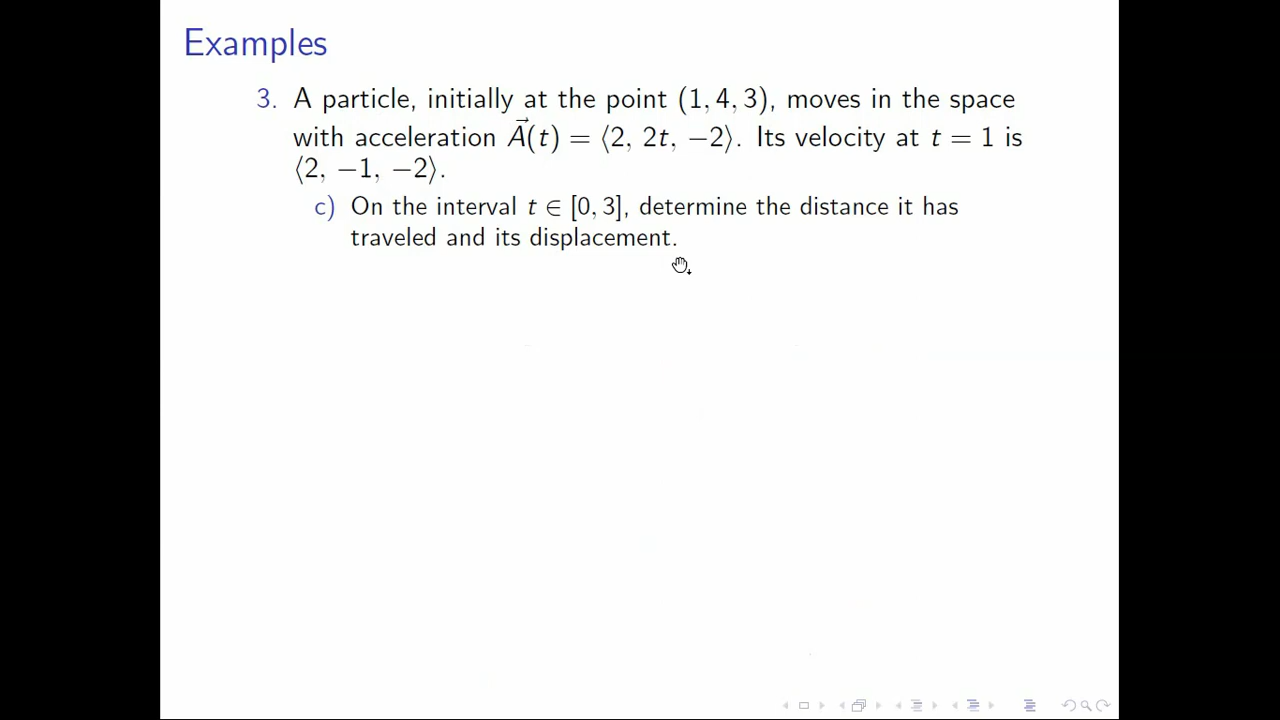 Examples
3. A particle, initially at the point (1, 4, 3), moves in the space
with acceleration A⃗(t) = ⟨2, 2t, −2⟩. Its velocity at t = 1 is
⟨2, −1, −2⟩.
c) On the interval t ∈ [0, 3], determine the distance it has
traveled and its displacement.